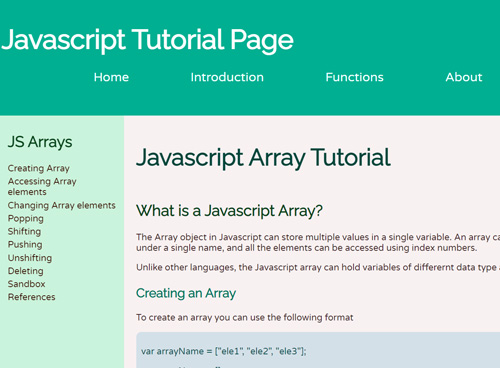 Javascript Tutorial Page
Home Introduction Functions About
JS Arrays
Creating Array
Accessing Array
elements
Changing Array elements
Popping
Shifting
Pushing
Unshifting
Deleting
Sandbox
References
Javascript Array Tutorial
What is a Javascript Array?
The Array object in Javascript can store multiple values in a single variable. An array
under a single name, and all the elements can be accessed using index numbers.
Unlike other languages, the Javascript array can hold variables of differernt data type
Creating an Array
To create an array you can use the following format
var arrayName = ["ele1", "ele2", "ele3"];